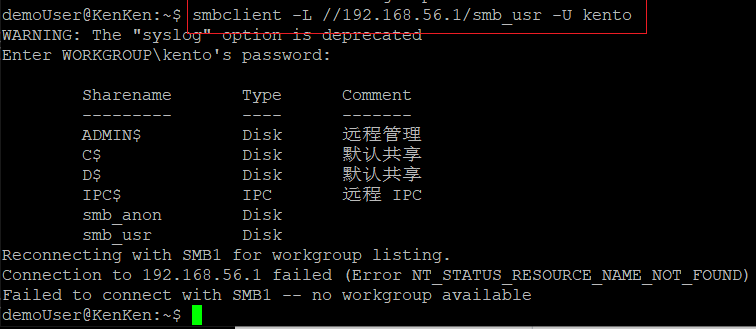 demoUser@KenKen:~$ smbclient -L //192.168.56.1/smb_usr -U kento
WARNING: The "syslog" option is deprecated
Enter WORKGROUP\kento's password:
Sharename Type Comment
--------- ---- -------
ADMIN$ Disk 远程管理
C$ Disk 默认共享
D$ Disk 默认共享
IPC$ IPC 远程 IPC
smb_anon Disk
smb_usr Disk
Reconnecting with SMB1 for workgroup listing.
Connection to 192.168.56.1 failed (Error NT_STATUS_RESOURCE_NAME_NOT_FOUND)
Failed to connect with SMB1 -- no workgroup available
demoUser@KenKen:~$